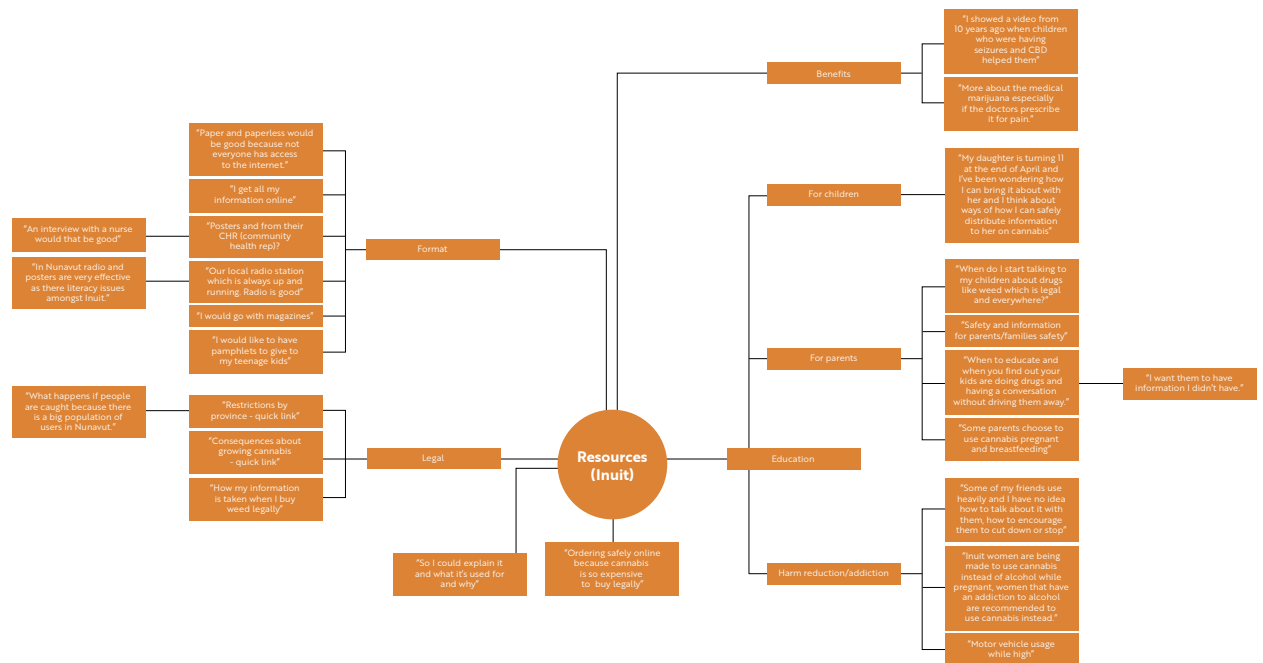 Resources
(Inuit)
Benefits
"I showed a video from
10 years ago when children
who were having
seizures and CBD
helped them"
"More about the medical
marijuana especially
if the doctors prescribe
it for pain."
Education
For children
"My daughter is turning 11
at the end of April and
I've been wondering how
I can bring it about with
her and I think about
ways of how I can safely
distribute information
to her on cannabis"
For parents
"When do I start talking to
my children about drugs
like weed which is legal
and everywhere?"
"Safety and information
for parents/families safety"
"When to educate and
when you find out your
kids are doing drugs and
having a conversation
without driving them away."
"I want them to have
information I didn't have."
"Some parents choose to
use cannabis pregnant
and breastfeeding"
Harm reduction/addiction
"Some of my friends use
heavily and I have no idea
how to talk about it with
them, how to encourage
them to cut down or stop"
"Inuit women are being
made to use cannabis
instead of alcohol while
pregnant, women that have
an addiction to alcohol
are recommended to
use cannabis instead."
"Motor vehicle usage
while high"
Format
"Paper and paperless would
be good because not
everyone has access
to the internet."
"I get all my
information online"
"Posters and from their
CHR (community
health rep)?
"An interview with a nurse
would that be good"
"Our local radio station
which is always up and
running. Radio is good"
"In Nunavut radio and
posters are very effective
as there literacy issues
amongst Inuit."
"I would go with magazines"
"I would like to have
pamphlets to give to
my teenage kids"
Legal
"Restrictions by
province - quick link"
"What happens if people
are caught because there
is a big population of
users in Nunavut."
"Consequences about
growing cannabis
- quick link"
"How my information
is taken when I buy
weed legally"
"So I could explain it
and what it's used for
and why"
"Ordering safely online
because cannabis
is so expensive
to buy legally"